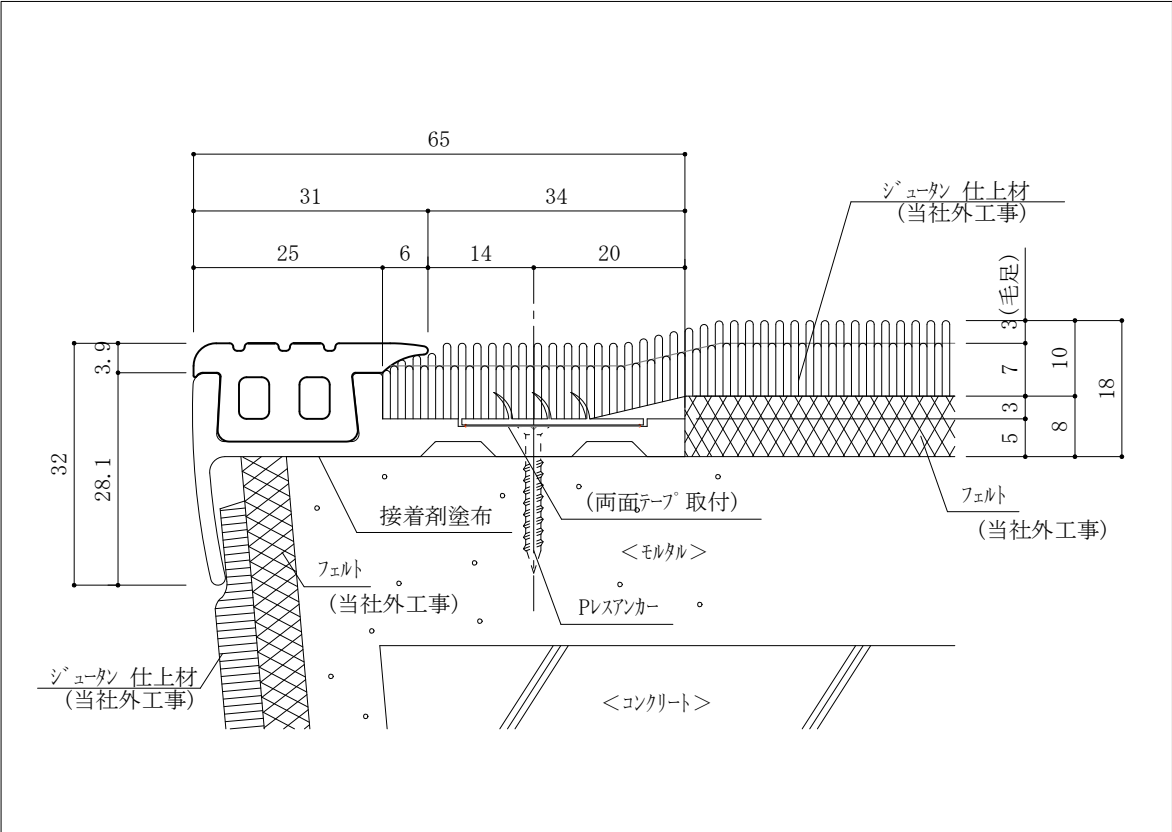 65
31
34
25
6
14
20
ジュータン 仕上材
(当社外工事)
3(毛足)
7
3
5
10
8
18
3.9
28.1
32
接着剤塗布
(両面テープ 取付)
フェルト
(当社外工事)
<モルタル>
フェルト
(当社外工事)
Pレスアンカー
ジュータン 仕上材
(当社外工事)
<コンクリート>